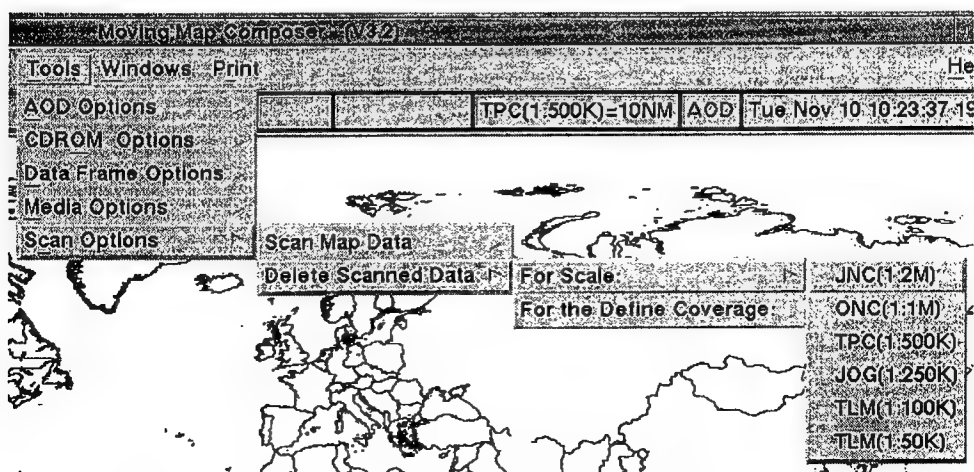 Moving Map Composer (V3.2)
Tools Windows Print He
AOD Options
TPC(1:500K)=10NM AOD Tue Nov 10 10:23:37 19
CDROM Options
Data Frame Options
Media Options
Scan Options
Scan Map Data
Delete Scanned Data
For Scale
For the Define Coverage
JNC(1:2M)
ONC(1:1M)
TPC(1:500K)
JOG(1:250K)
TLM(1:100K)
TLM(1:50K)